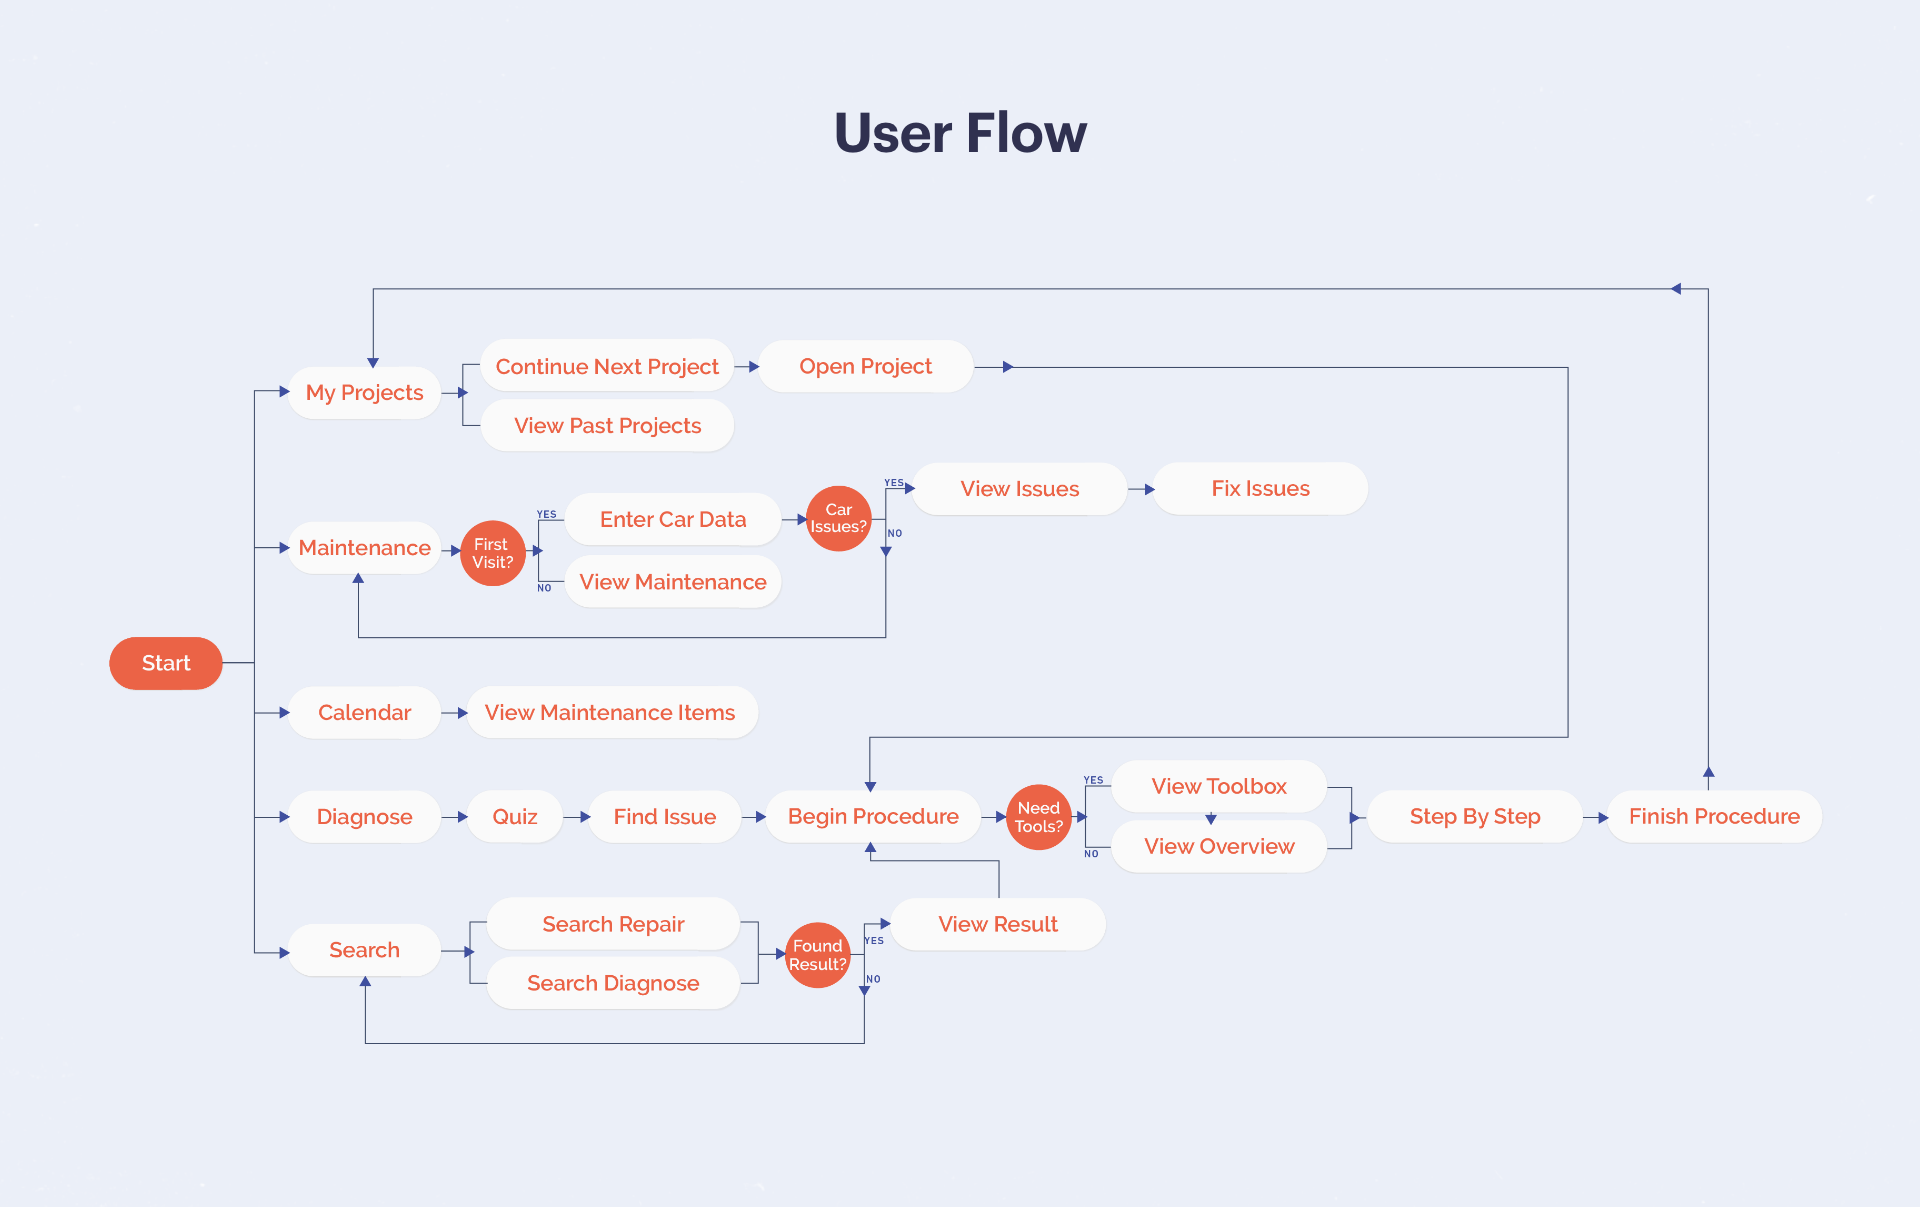 User Flow
Continue Next Project
Open Project
My Projects
View Past Projects
YES
View Issues
Fix Issues
Car
Issues?
YES
Enter Car Data
NO
Maintenance
First
Visit?
View Maintenance
NO
Start
Calendar
View Maintenance Items
YES
View Toolbox
Diagnose
Quiz
Find Issue
Begin Procedure
Need
Tools?
Step By Step
Finish Procedure
View Overview
NO
Search Repair
View Result
YES
Search
Found
Result?
NO
Search Diagnose